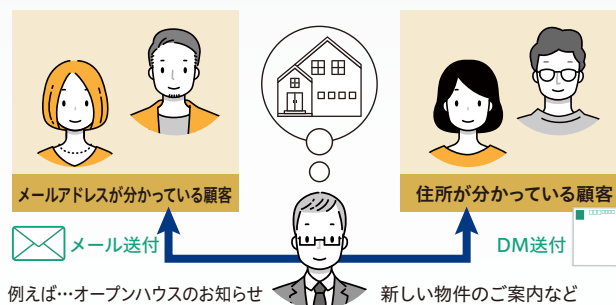 メールアドレスが分かっている顧客
住所が分かっている顧客
メール送付
DM送付
例えば…オープンハウスのお知らせ
新しい物件のご案内など